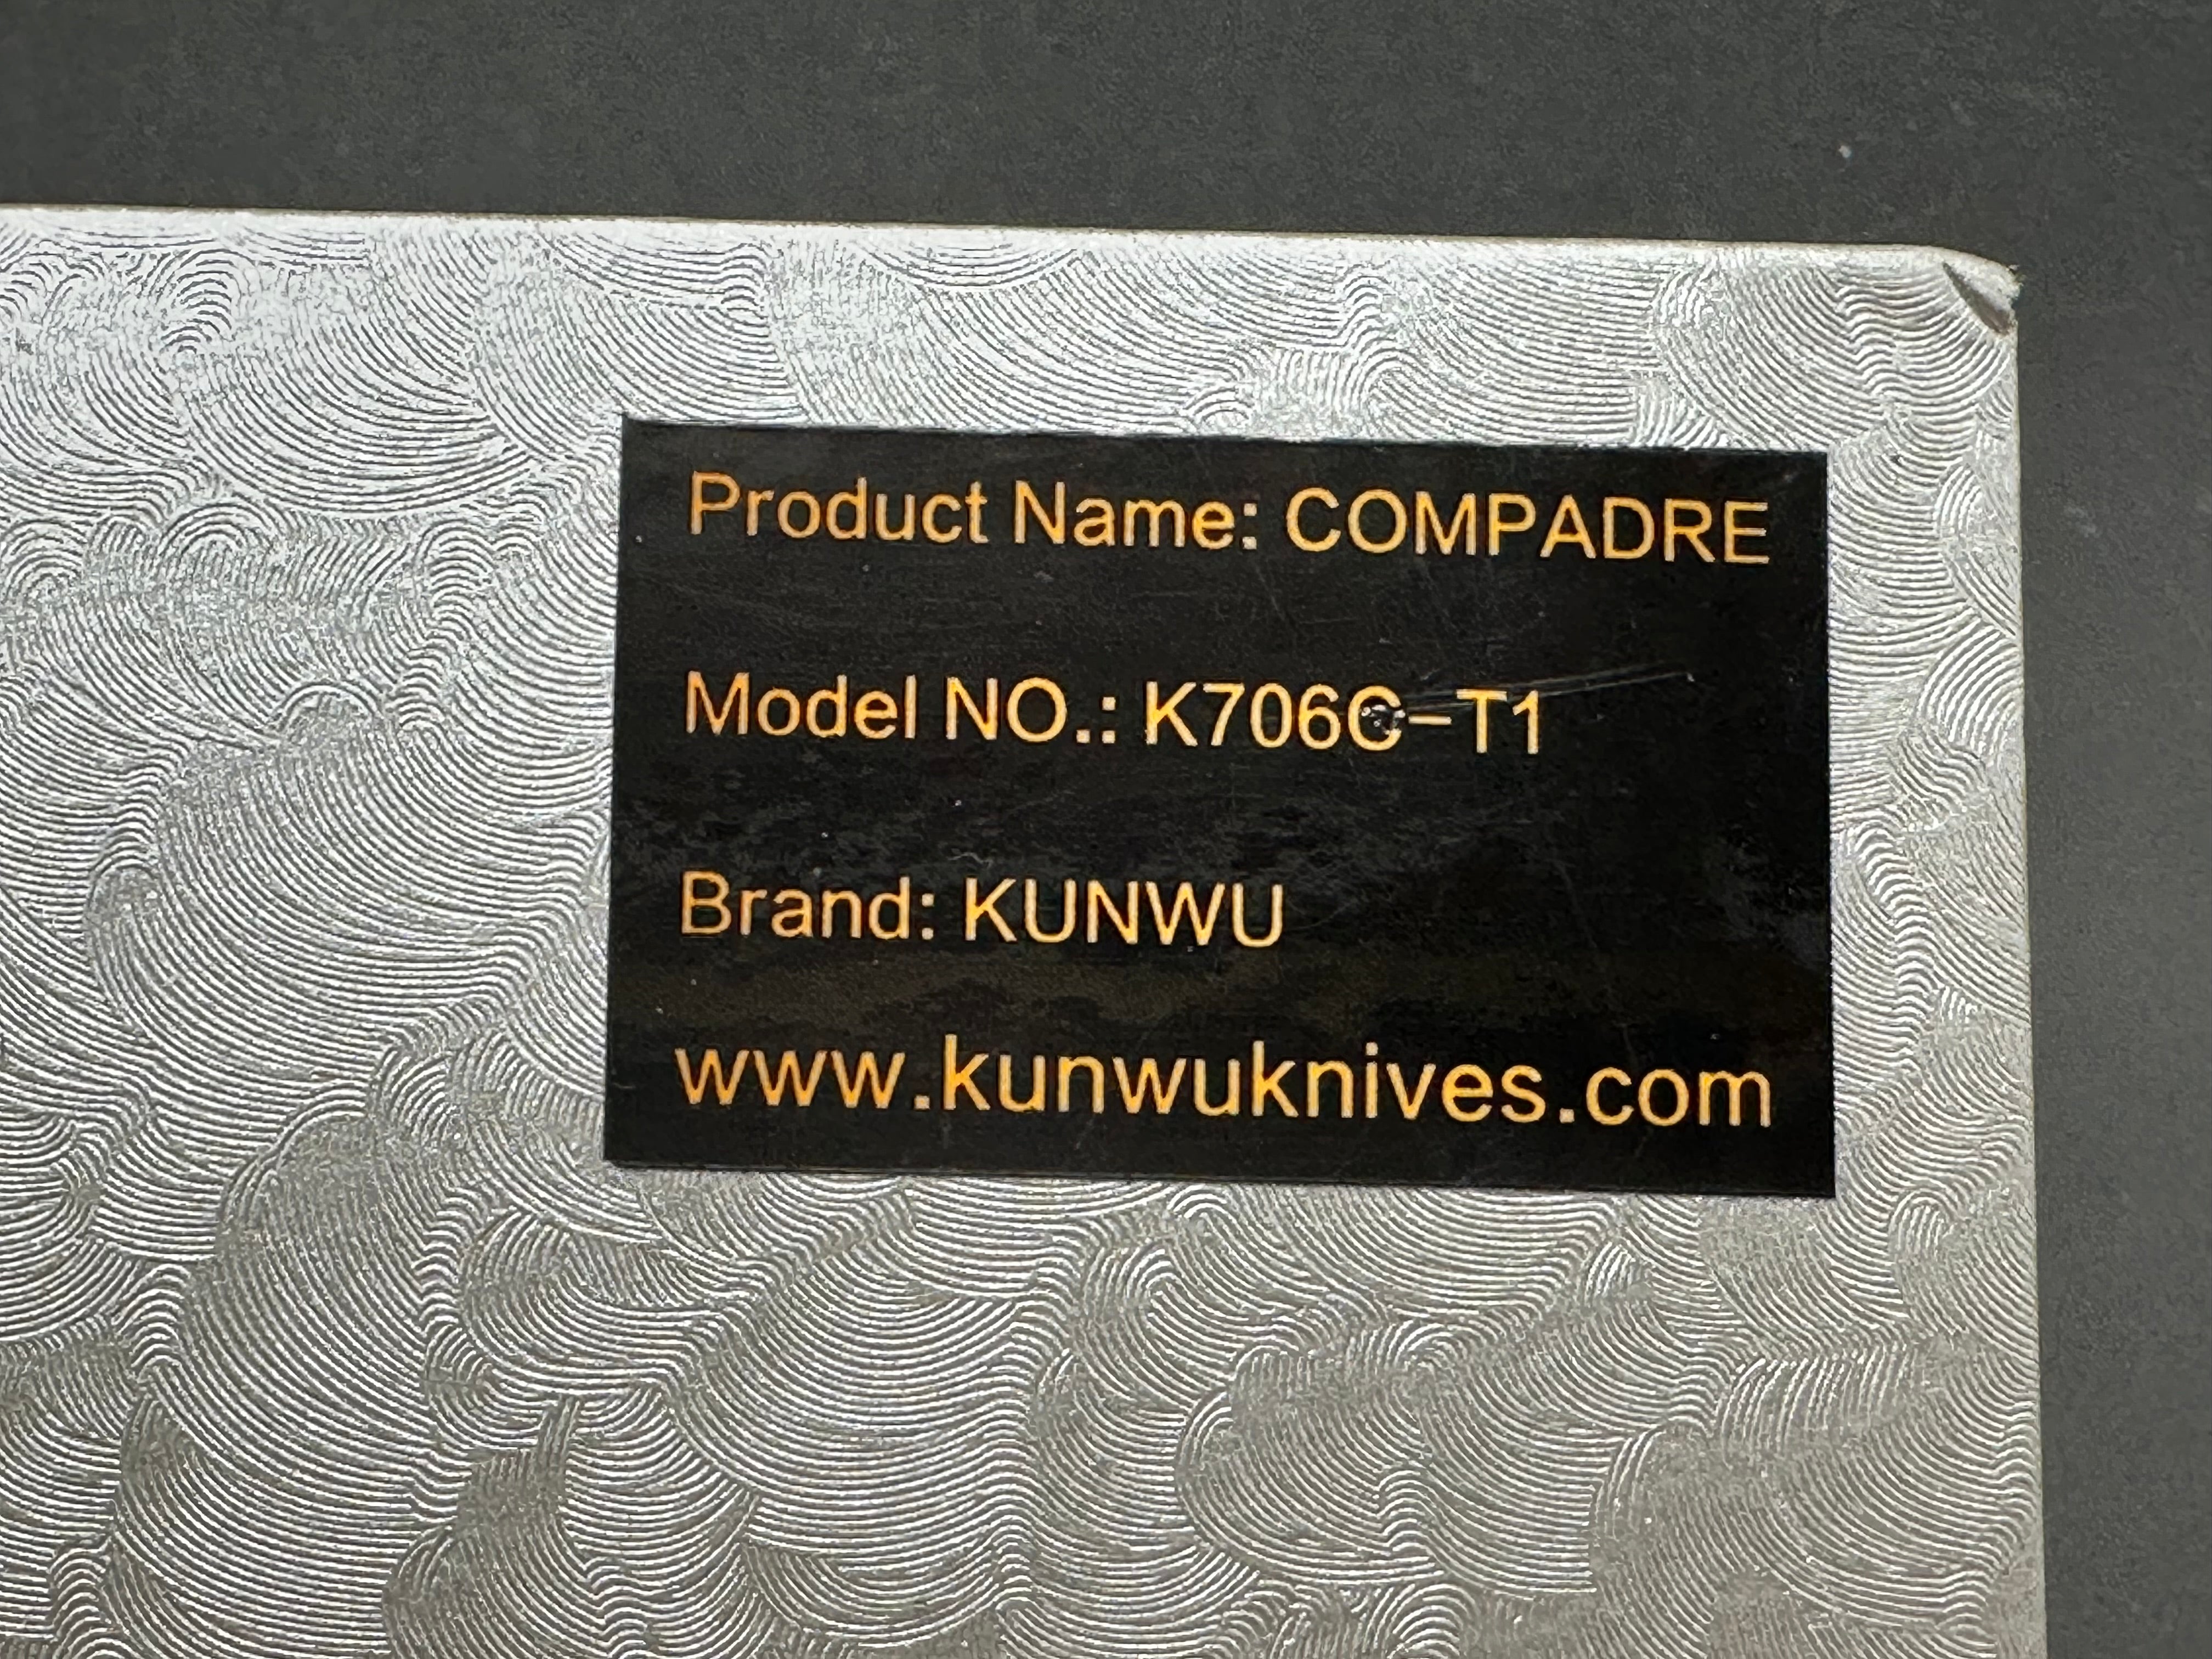 Product Name: COMPADRE
Model NO.: K706C-T1
Brand: KUNWU
www.kunwuknives.com